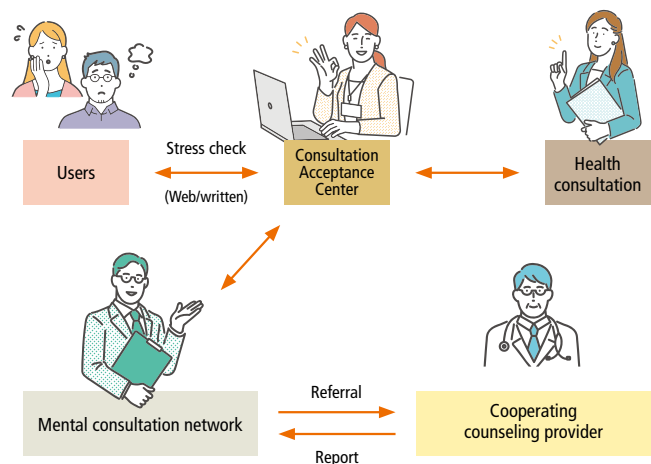 Users
Stress check
(Web/written)
Consultation
Acceptance
Center
Health
consultation
Mental consultation network
Referral
Report
Cooperating
counseling provider